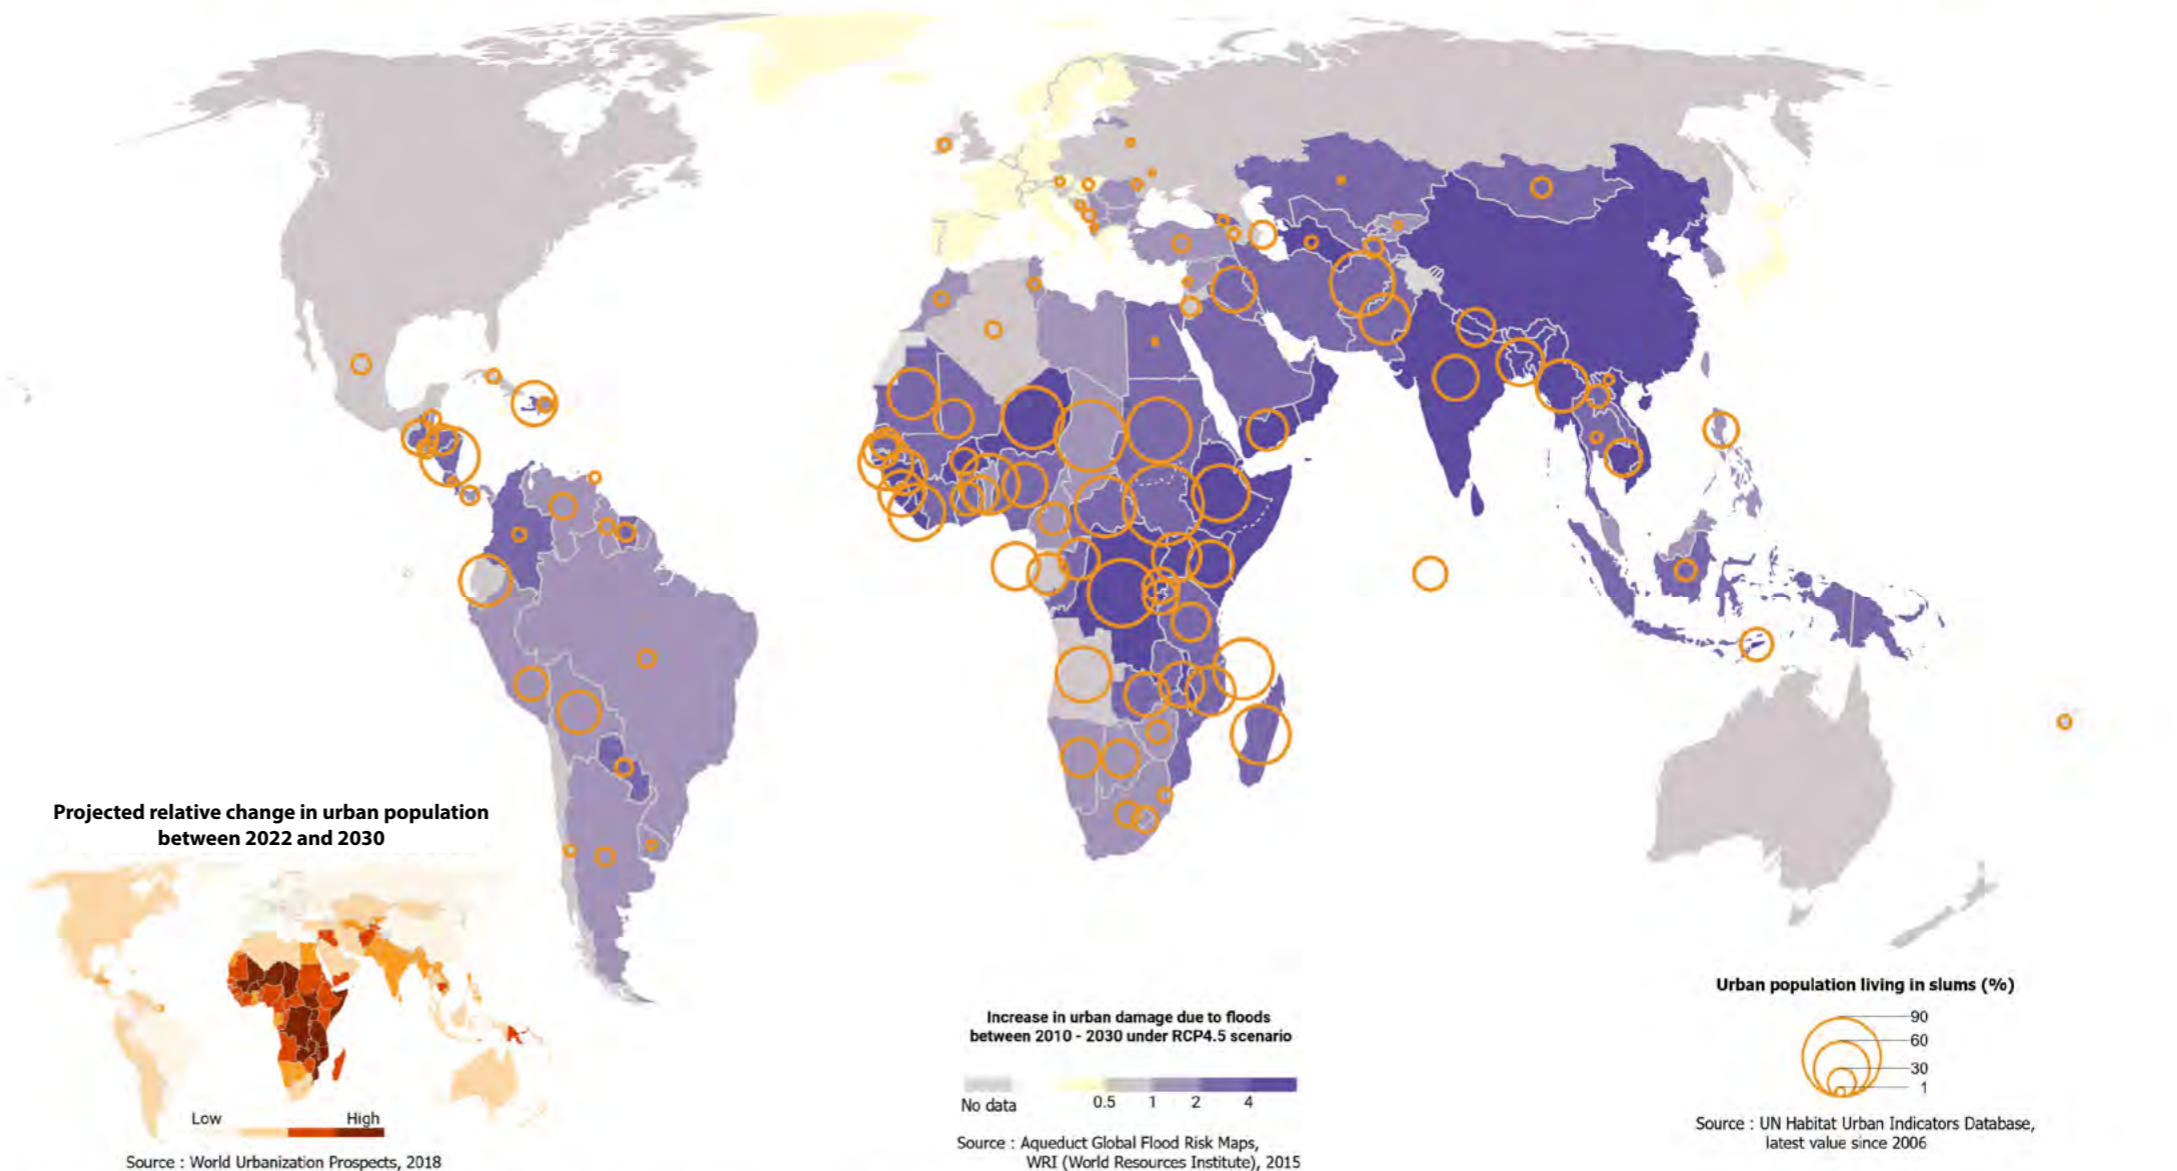 Projected relative change in urban population
between 2022 and 2030
Low High
Source : World Urbanization Prospects, 2018
Increase in urban damage due to floods
between 2010 - 2030 under RCP4.5 scenario
No data 0.5 1 2 4
Source : Aqueduct Global Flood Risk Maps,
WRI (World Resources Institute), 2015
Urban population living in slums (%)
90
60
30
1
Source : UN Habitat Urban Indicators Database,
latest value since 2006